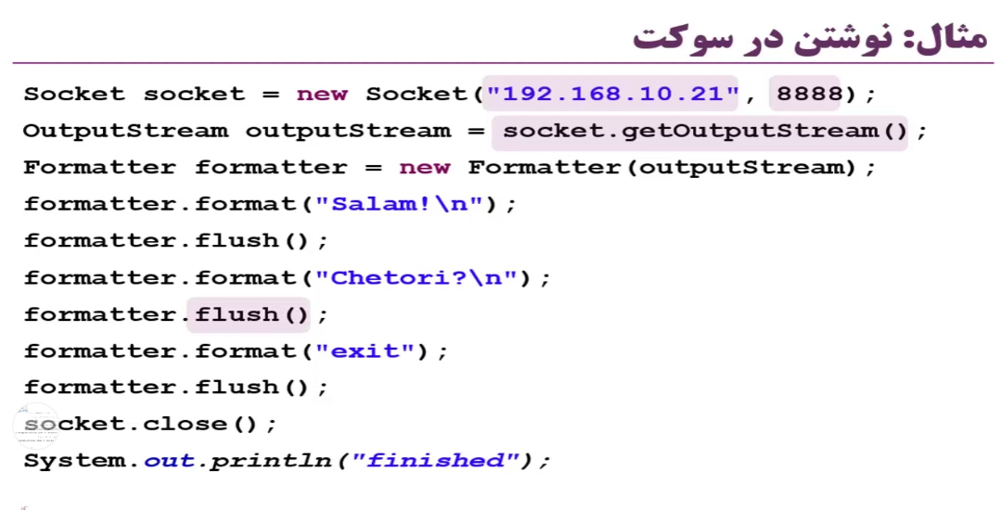 مثال: نوشتن در سوکت
Socket socket = new Socket("192.168.10.21", 8888);
OutputStream outputStream = socket.getOutputStream();
Formatter formatter = new Formatter(outputStream);
formatter.format("Salam!\n");
formatter.flush();
formatter.format("Chetori?\n");
formatter.flush();
formatter.format("exit");
formatter.flush();
socket.close();
System.out.println("finished");